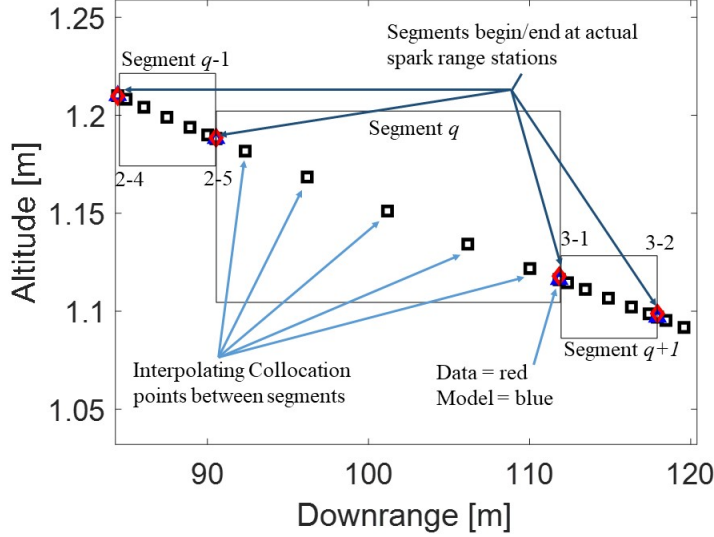 1.25
Segments begin/end at actual
spark range stations
Segment q-1
1.2
Segment q
2-4
2-5
1.15
3-1
3-2
1.1
Segment q+1
Interpolating Collocation
points between segments
Data = red
Model = blue
1.05
90
100
110
120
Altitude [m]
Downrange [m]